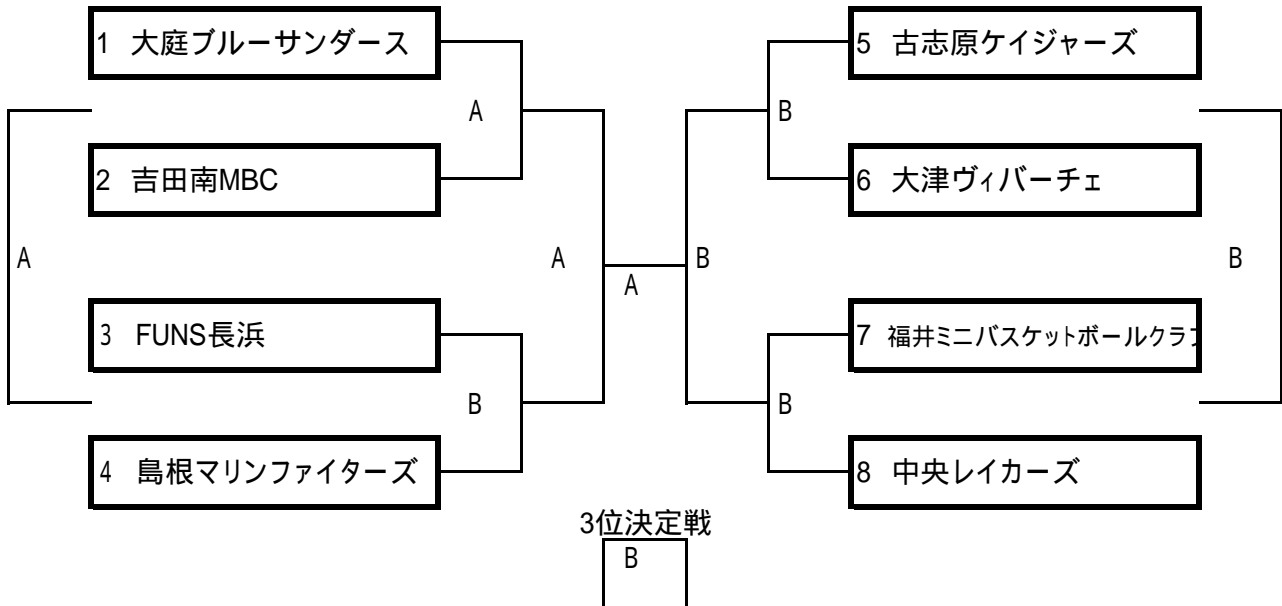 1 大庭ブルーサンダース
5 古志原ケイジャーズ
A
B
2 吉田南MBC
6 大津ヴィバーチェ
A
A
A
B
B
3 FUNS長浜
7 福井ミニバスケットボールクラブ
B
B
4 島根マリンファイターズ
8 中央レイカーズ
3位決定戦
B